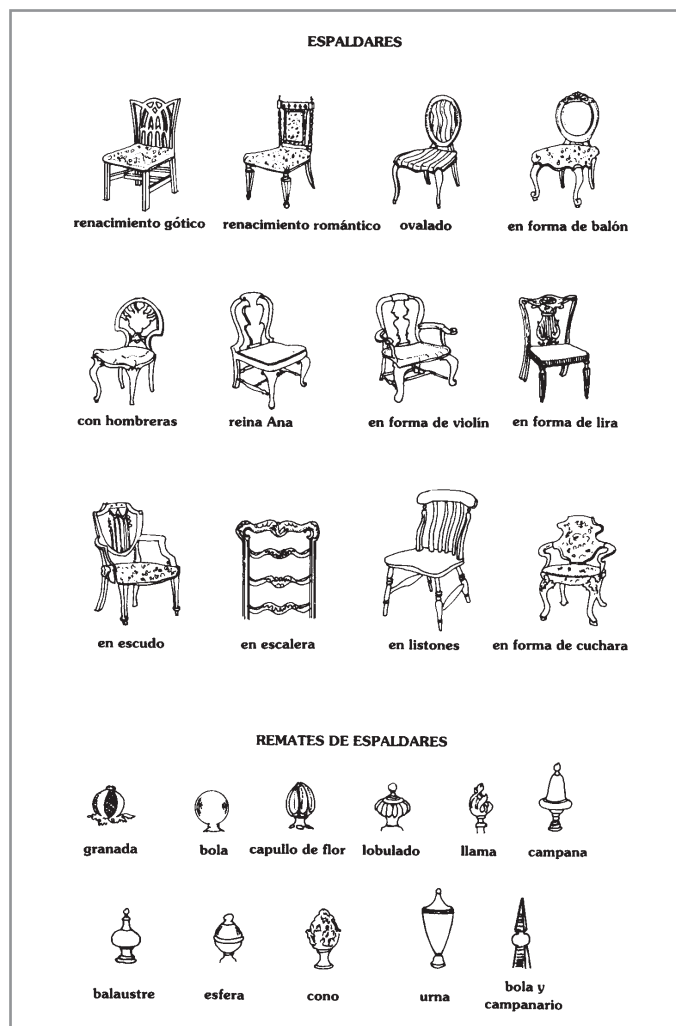 ESPALDARES
renacimiento gótico renacimiento romántico ovalado en forma de balón
con hombreras reina Ana en forma de violín en forma de lira
en escudo en escalera en listones en forma de cuchara
REMATES DE ESPALDARES
granada bola capullo de flor lobulado llama campana
balaustre esfera cono urna bola y
campanario